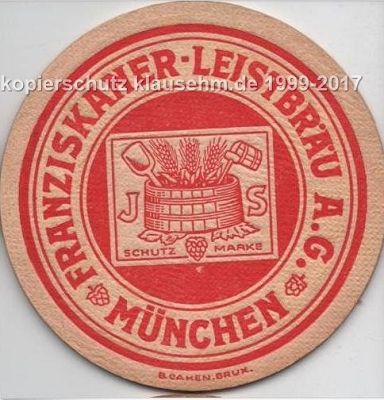 kopierschutz klausehm.de 1999-2017
FRANZISKANER-LEISTBRÄU A.G.
J S
SCHUTZ MARKE
MÜNCHEN
B.CAHEN.BRUX.